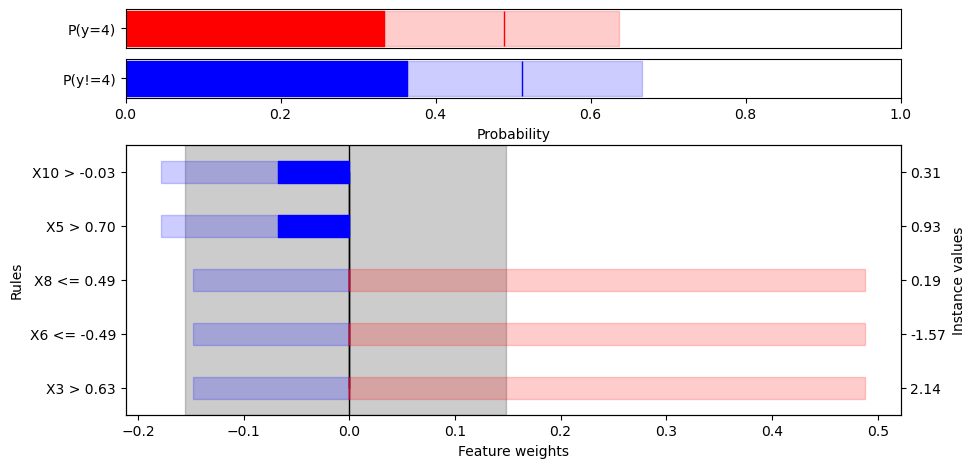 P(y=4)
P(y!=4)
0.0 0.2 0.4 0.6 0.8 1.0
Probability
X10 > -0.03 0.31
X5 > 0.70 0.93
X8 <= 0.49 0.19
X6 <= -0.49 -1.57
X3 > 0.63 2.14
Rules
Instance values
−0.2 −0.1 0.0 0.1 0.2 0.3 0.4 0.5
Feature weights